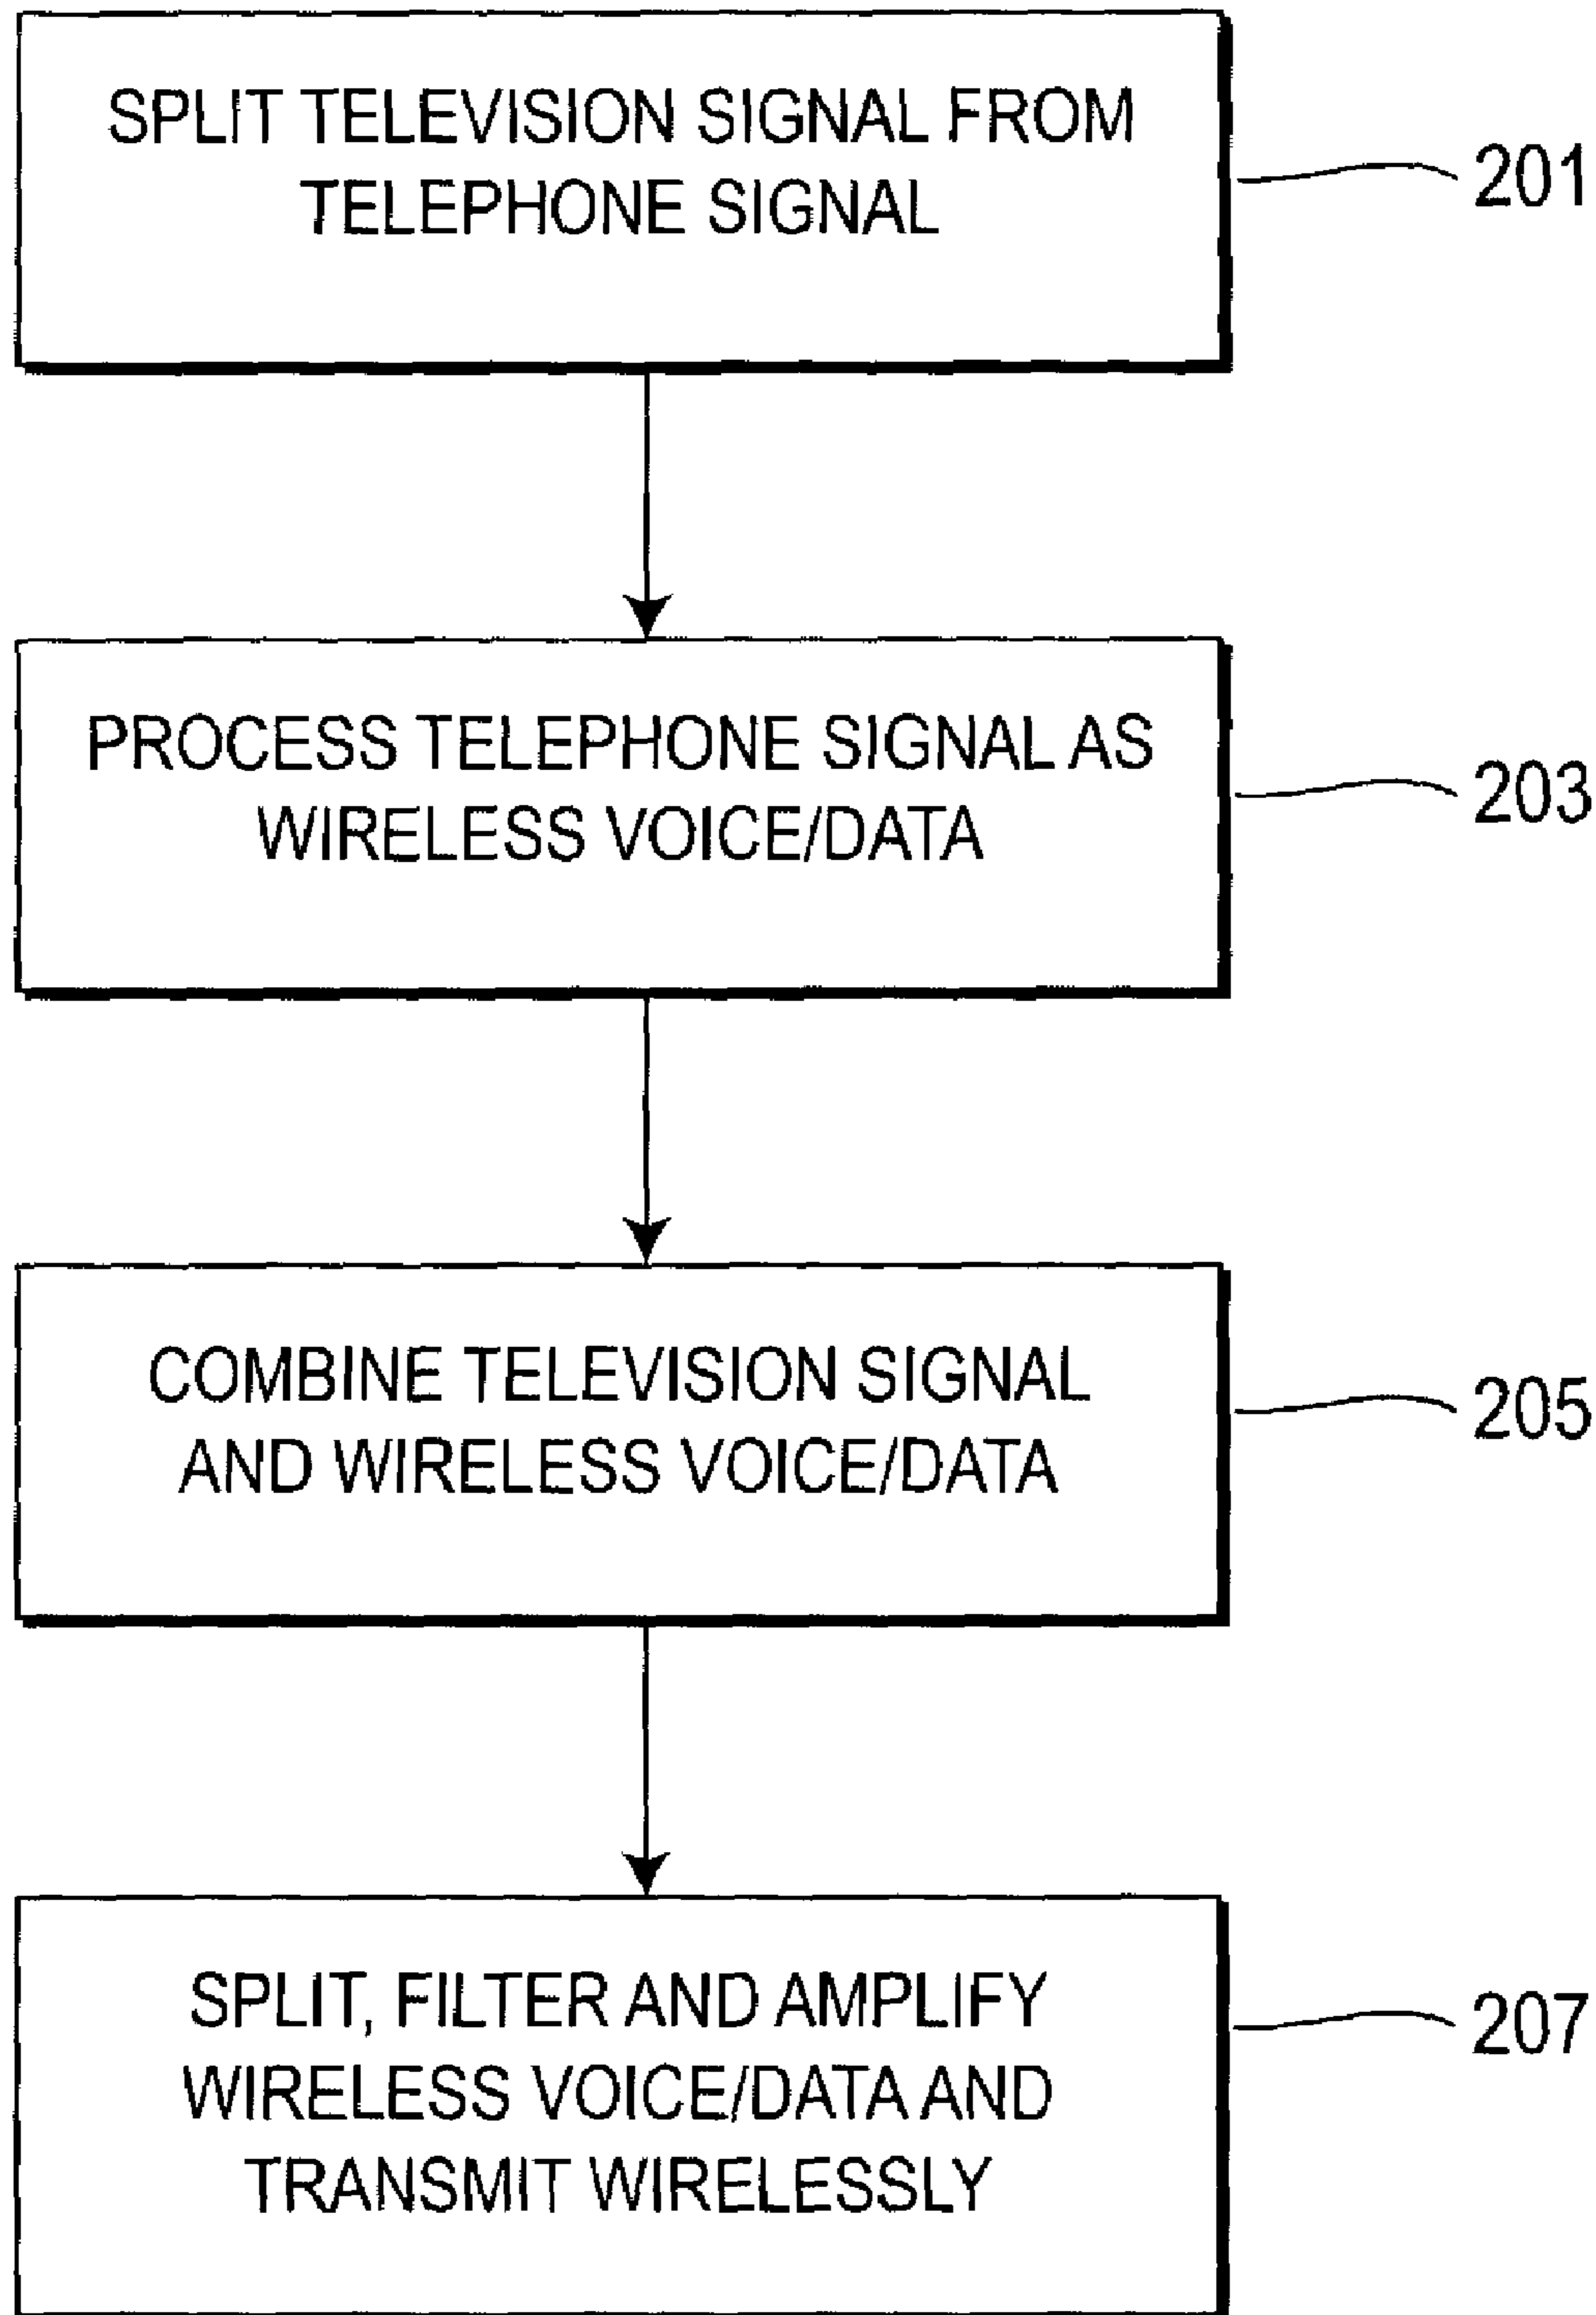 SPLIT TELEVISION SIGNAL FROM
TELEPHONE SIGNAL
201
PROCESS TELEPHONE SIGNAL AS
WIRELESS VOICE/DATA
203
COMBINE TELEVISION SIGNAL
AND WIRELESS VOICE/DATA
205
SPLIT, FILTER AND AMPLIFY
WIRELESS VOICE/DATA AND
TRANSMIT WIRELESSLY
207